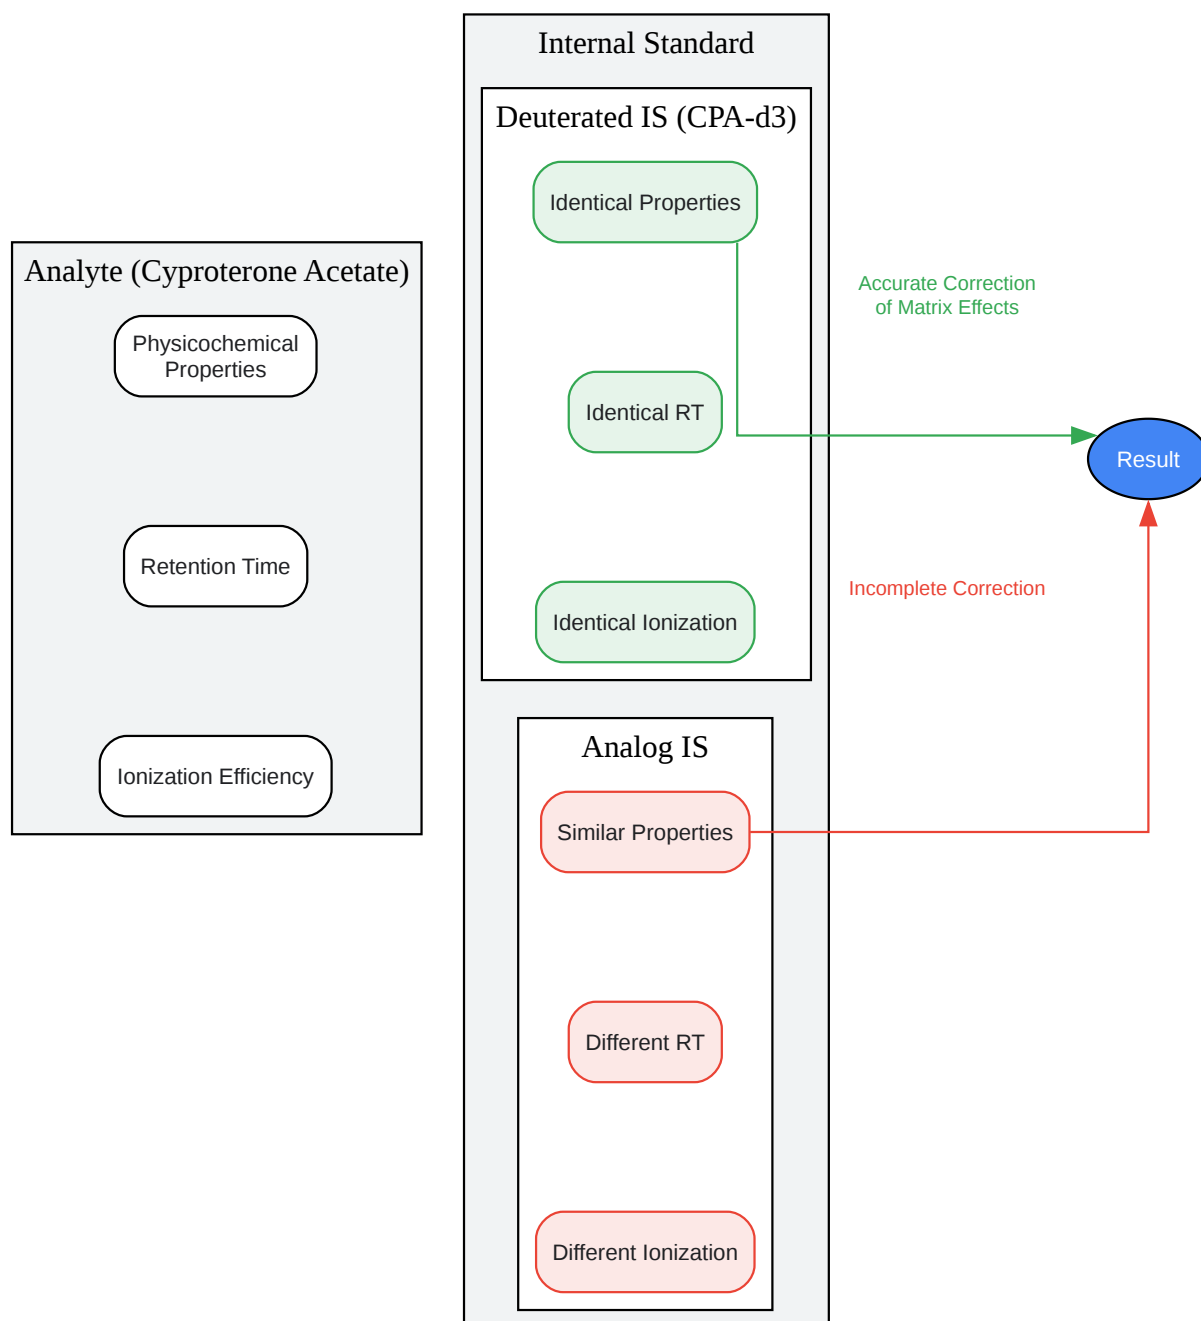 Internal Standard
Deuterated IS (CPA-d3)
Identical Properties
Identical RT
Identical Ionization
Analyte (Cyproterone Acetate)
Physicochemical
Properties
Retention Time
Ionization Efficiency
Analog IS
Similar Properties
Different RT
Different Ionization
Accurate Correction
of Matrix Effects
Incomplete Correction
Result